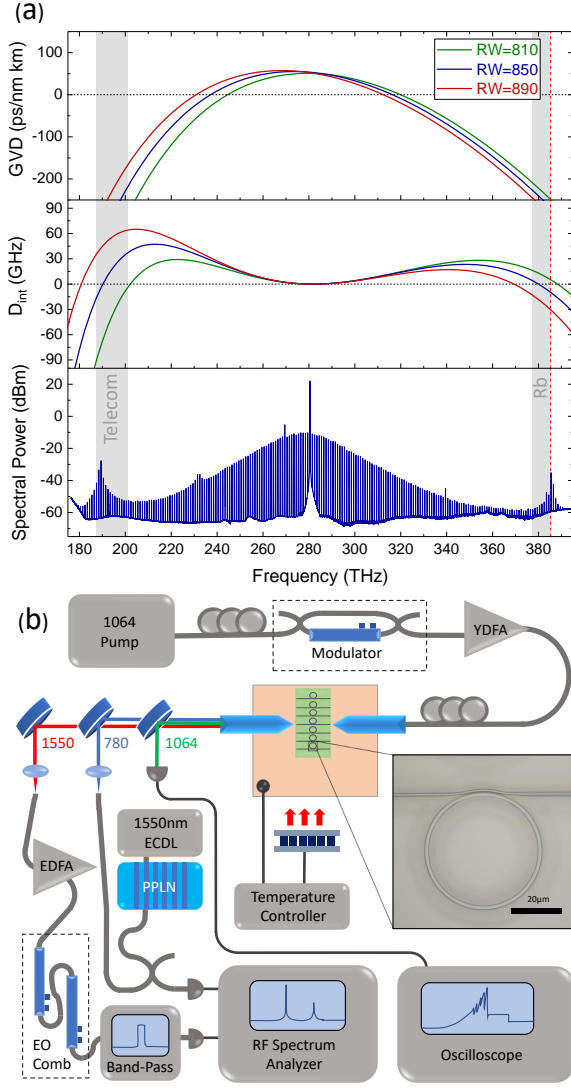 (a)
GVD (ps/nm km)
100
0
-100
-200
RW=810
RW=850
RW=890
D_int (GHz)
90
60
30
0
-30
-60
-90
Spectral Power (dBm)
20
0
-20
-40
-60
Telecom
Rb
180 200 220 240 260 280 300 320 340 360 380
Frequency (THz)
(b)
1064
Pump
Modulator
YDFA
1550
780
1064
1550nm
ECDL
PPLN
EDFA
Temperature
Controller
20μm
EO
Comb
Band-Pass
RF Spectrum
Analyzer
Oscilloscope